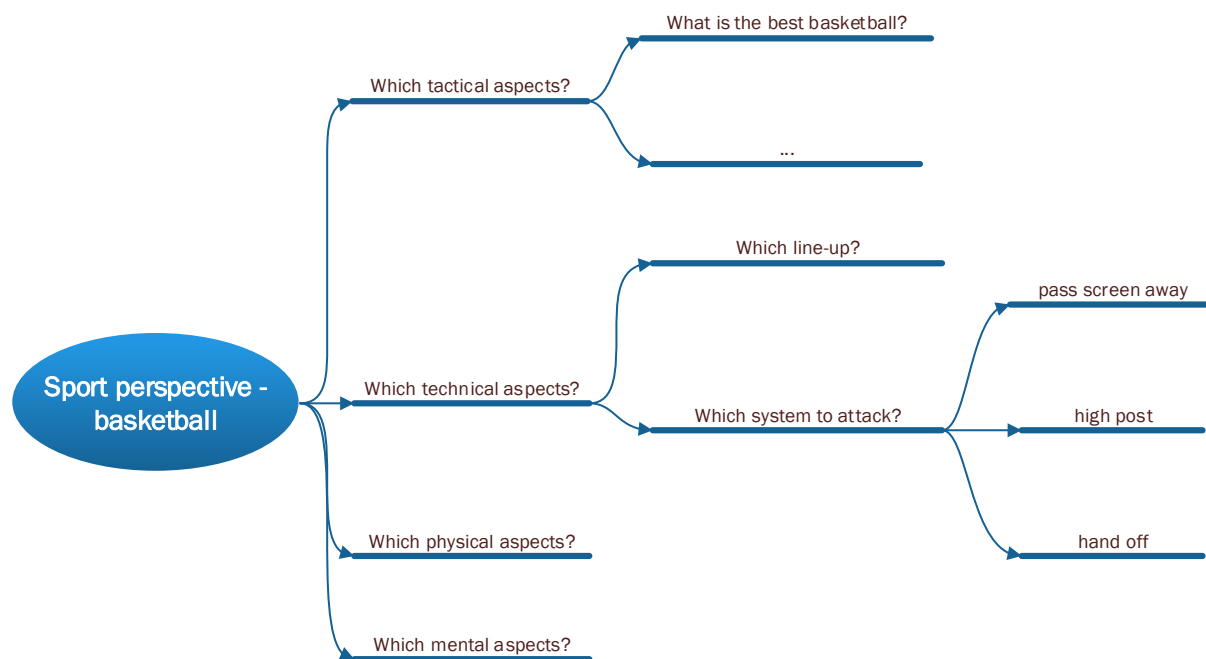 What is the best basketball?
Which tactical aspects?
...
Which line-up?
pass screen away
Sport perspective -
basketball
Which technical aspects?
Which system to attack?
high post
Which physical aspects?
hand off
Which mental aspects?